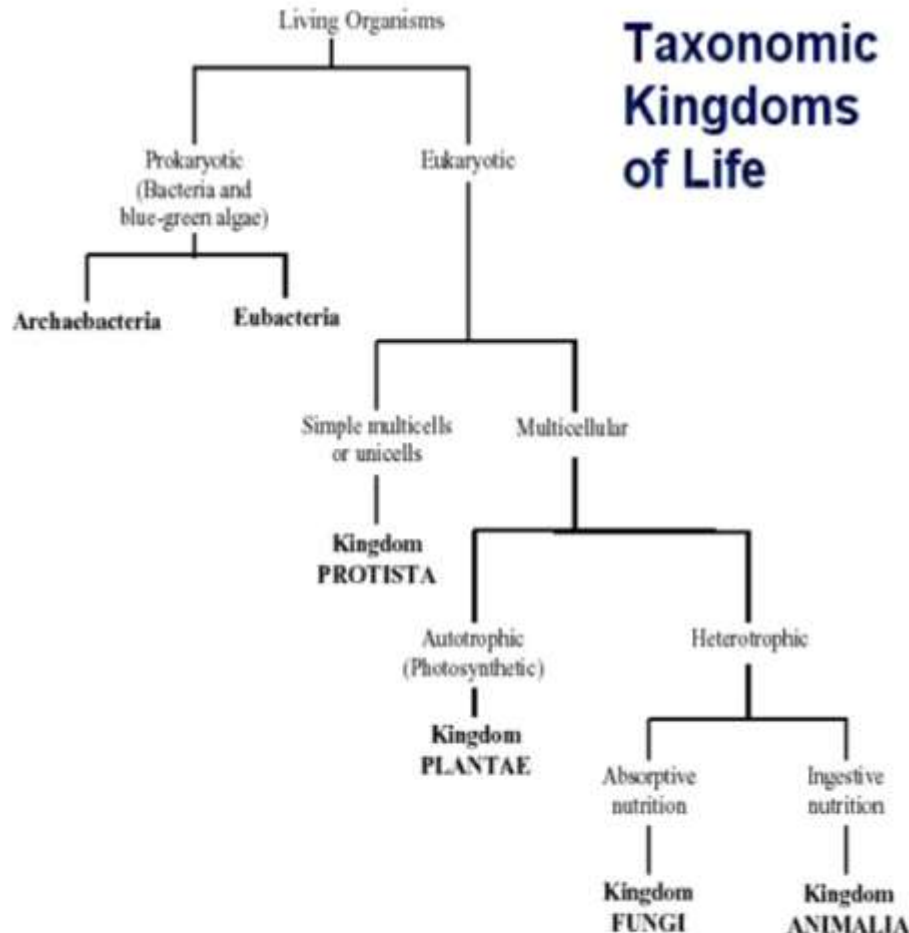 Living Organisms
Taxonomic
Kingdoms
of Life
Prokaryotic
(Bacteria and
blue-green algae)
Eukaryotic
Archaebacteria
Eubacteria
Simple multicells
or unicells
Multicellular
Kingdom
PROTISTA
Autotrophic
(Photosynthetic)
Heterotrophic
Kingdom
PLANTAE
Absorptive
nutrition
Ingestive
nutrition
Kingdom
FUNGI
Kingdom
ANIMALIA